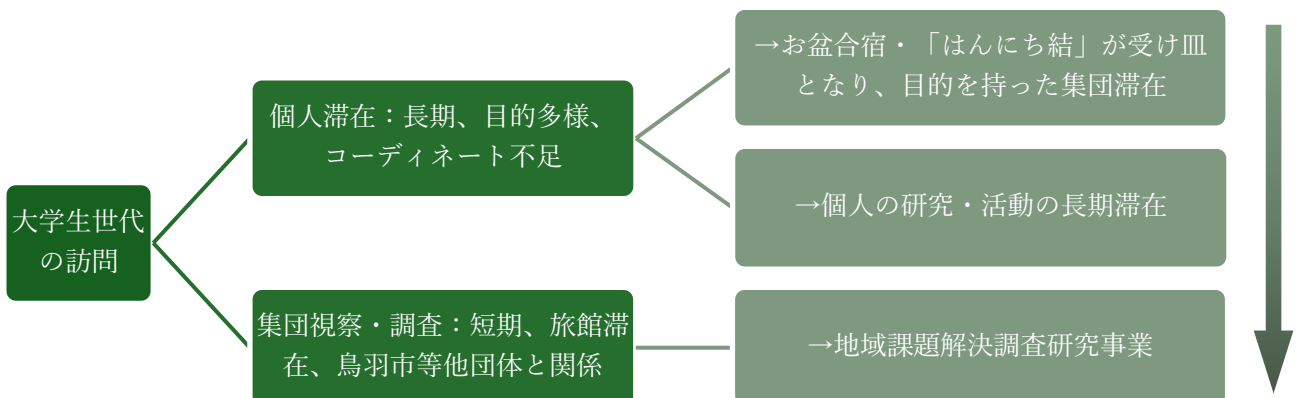 大学生世代
の訪問
個人滞在：長期、目的多様、
コーディネート不足
→お盆合宿・「はんにち結」が受け皿
となり、目的を持った集団滞在
→個人の研究・活動の長期滞在
集団視察・調査：短期、旅館滞
在、鳥羽市等他団体と関係
→地域課題解決調査研究事業